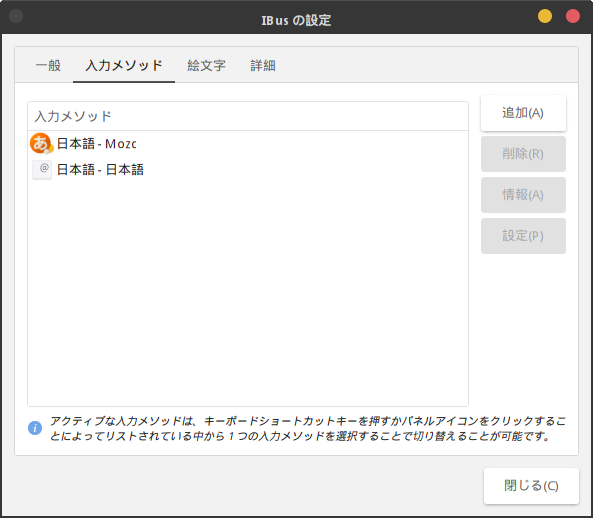 IBus の設定
一般
入力メソッド
絵文字
詳細
入力メソッド
あ 日本語 - Mozc
@ 日本語 - 日本語
追加(A)
削除(R)
情報(A)
設定(P)
i アクティブな入力メソッドは、キーボードショートカットキーを押すかパネルアイコンをクリックするこ
とによってリストされている中から 1 つの入力メソッドを選択することで切り替えることが可能です。
閉じる(C)